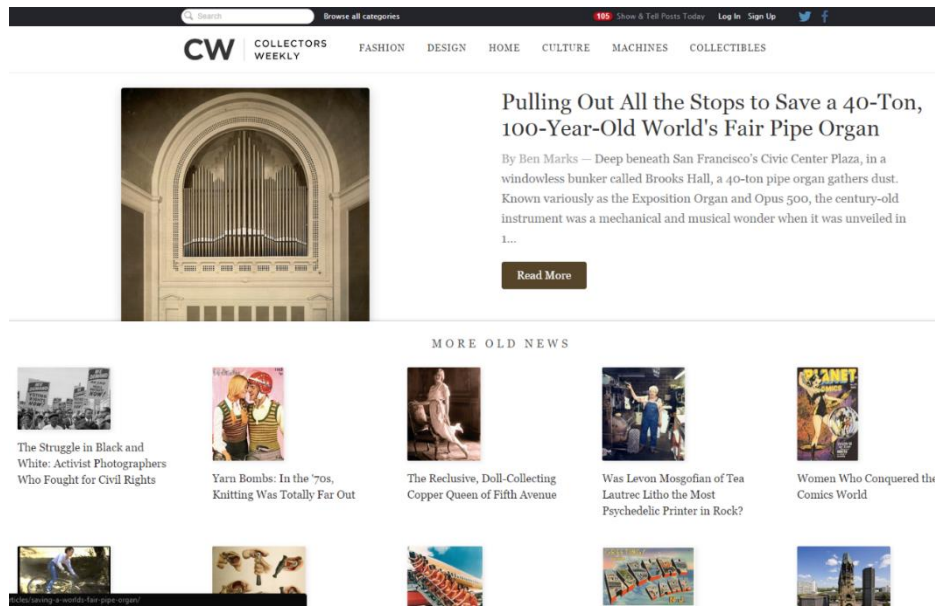 Search
Browse all categories
105 Show & Tell Posts Today
Log In Sign Up
CW
COLLECTORS
WEEKLY
FASHION DESIGN HOME CULTURE MACHINES COLLECTIBLES
Pulling Out All the Stops to Save a 40-Ton,
100-Year-Old World's Fair Pipe Organ
By Ben Marks — Deep beneath San Francisco's Civic Center Plaza, in a
windowless bunker called Brooks Hall, a 40-ton pipe organ gathers dust.
Known variously as the Exposition Organ and Opus 500, the century-old
instrument was a mechanical and musical wonder when it was unveiled in
1...
Read More
MORE OLD NEWS
PLANET
COMICS
The Struggle in Black and
White: Activist Photographers
Who Fought for Civil Rights
Yarn Bombs: In the '70s,
Knitting Was Totally Far Out
The Reclusive, Doll-Collecting
Copper Queen of Fifth Avenue
Was Levon Mosgofian of Tea
Lautrec Litho the Most
Psychedelic Printer in Rock?
Women Who Conquered the
Comics World
rticles/saving-a-worlds-fair-pipe-organ/